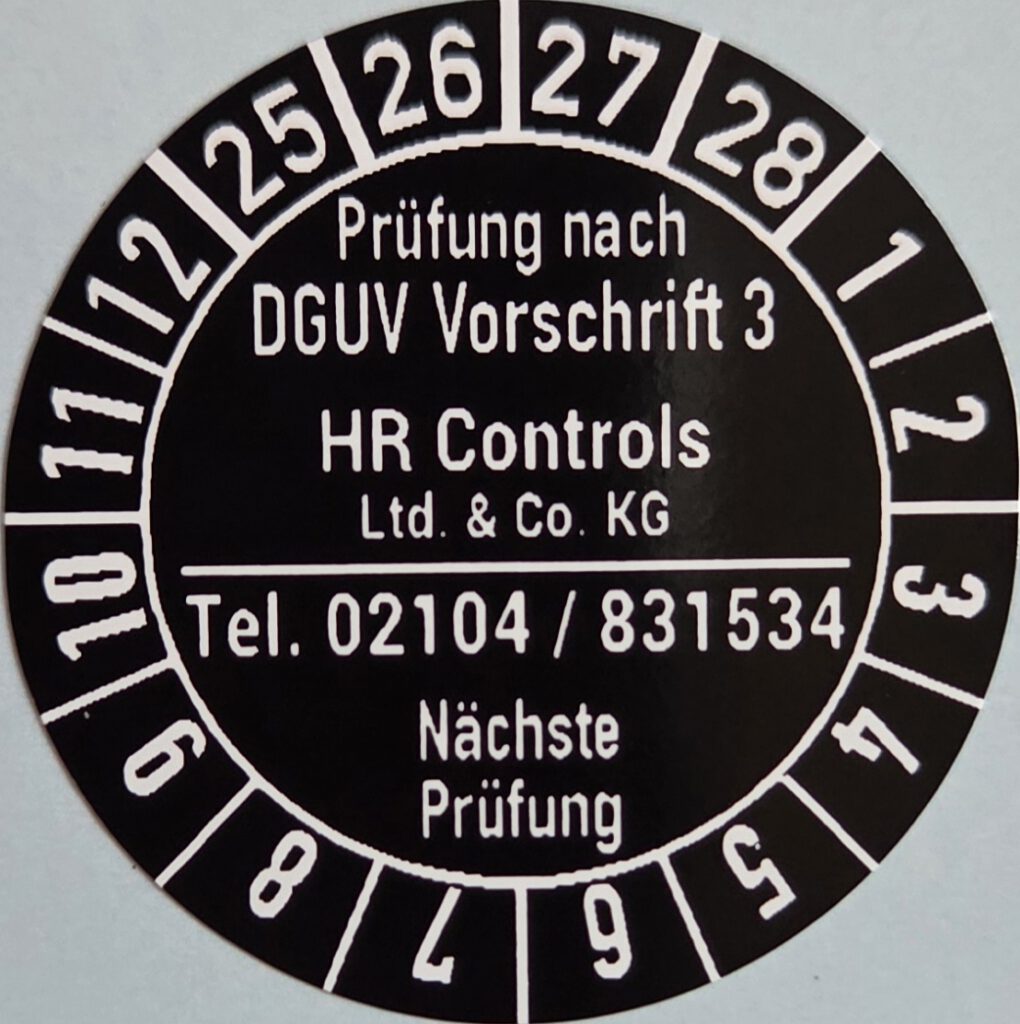 25 26 27 28
1 2 3 4 5 6 7 8 9 10 11 12
Prüfung nach
DGUV Vorschrift 3
HR Controls
Ltd. & Co. KG
Tel. 02104 / 831534
Nächste
Prüfung